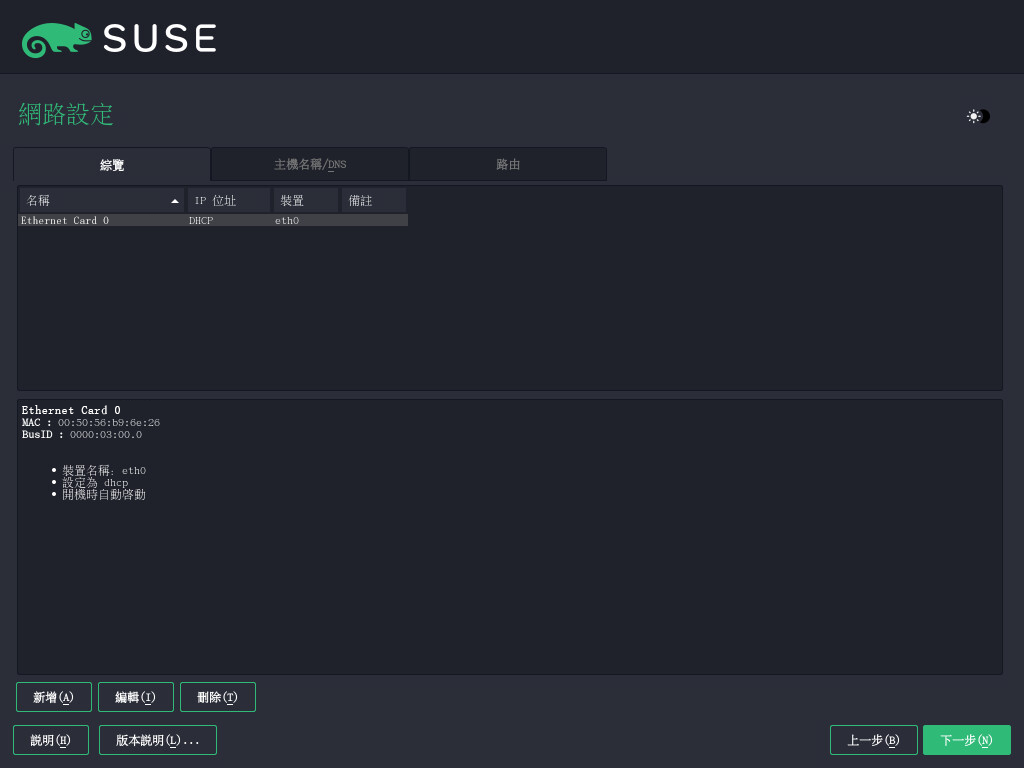 SUSE
網路設定
綜覽 主機名稱/DNS 路由
名稱 IP 位址 裝置 備註
Ethernet Card 0 DHCP eth0
Ethernet Card 0
MAC : 00:50:56:b9:6e:26
BusID : 0000:03:00.0
• 裝置名稱: eth0
• 設定為 dhcp
• 開機時自動啓動
新增(A) 編輯(I) 刪除(T)
說明(H) 版本說明(L)... 上一步(B) 下一步(N)